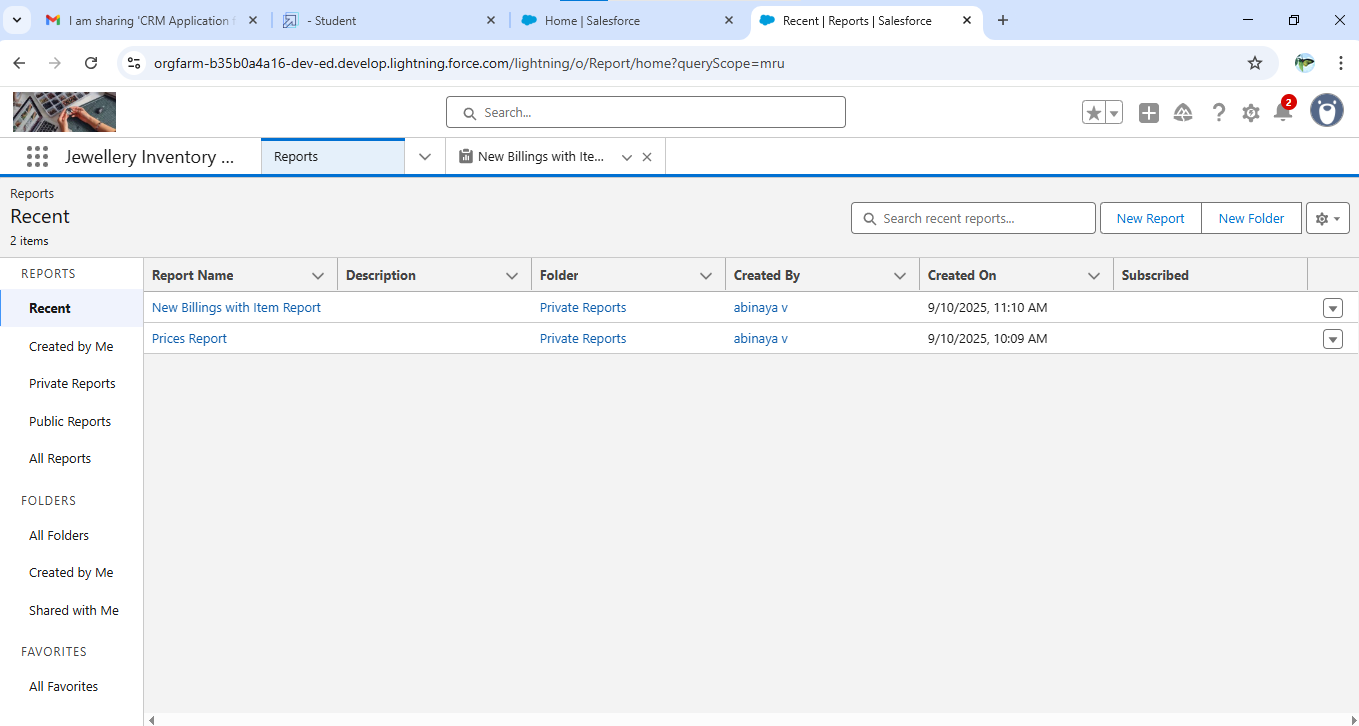 I am sharing 'CRM Application f
- Student
Home | Salesforce
Recent | Reports | Salesforce
orgfarm-b35b0a4a16-dev-ed.develop.lightning.force.com/lightning/o/Report/home?queryScope=mru
Search...
2
Jewellery Inventory ...
Reports
New Billings with Ite...
Reports
Recent
2 items
Search recent reports...
New Report
New Folder
REPORTS
Recent
Created by Me
Private Reports
Public Reports
All Reports
FOLDERS
All Folders
Created by Me
Shared with Me
FAVORITES
All Favorites
Report Name Description Folder Created By Created On Subscribed
New Billings with Item Report Private Reports abinaya v 9/10/2025, 11:10 AM
Prices Report Private Reports abinaya v 9/10/2025, 10:09 AM